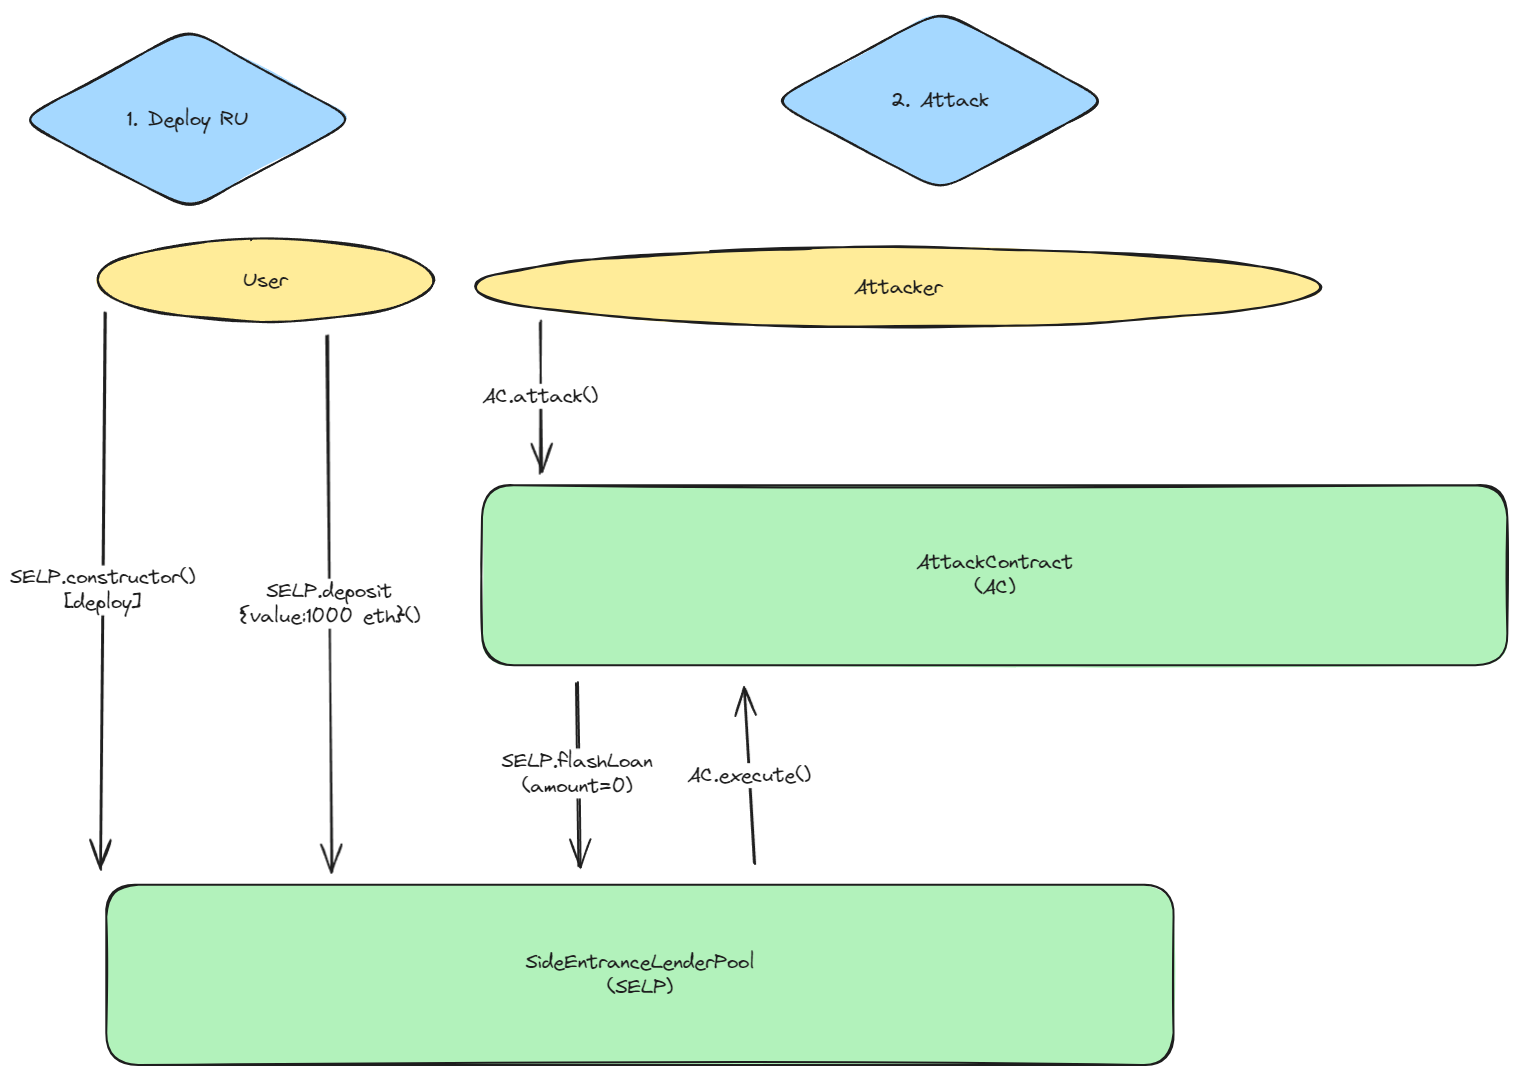 1. Deploy RU
2. Attack
User
Attacker
AC.attack()
SELP.constructor()
[deploy]
SELP.deposit
{value:1000 eth}()
AttackContract
(AC)
SELP.flashLoan
(amount=0)
AC.execute()
SideEntranceLenderPool
(SELP)